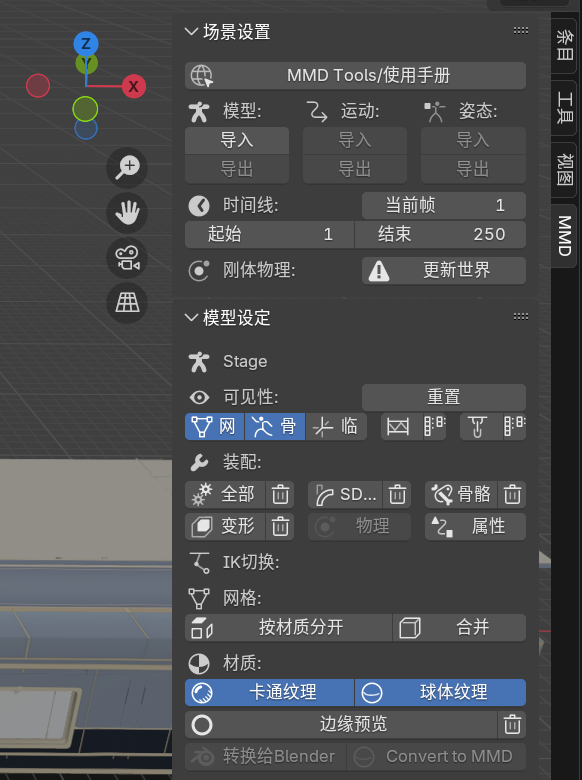 Z
Y
X
条目
工具
视图
MMD
场景设置
MMD Tools/使用手册
模型: 运动: 姿态:
导入 导入 导入
导出 导出 导出
时间线: 当前帧 1
起始 1 结束 250
刚体物理: 更新世界
模型设定
Stage
可见性: 重置
网 骨 临
装配:
全部 SD... 骨骼
变形 物理 属性
IK切换:
网格:
按材质分开 合并
材质:
卡通纹理 球体纹理
边缘预览
转换给Blender Convert to MMD